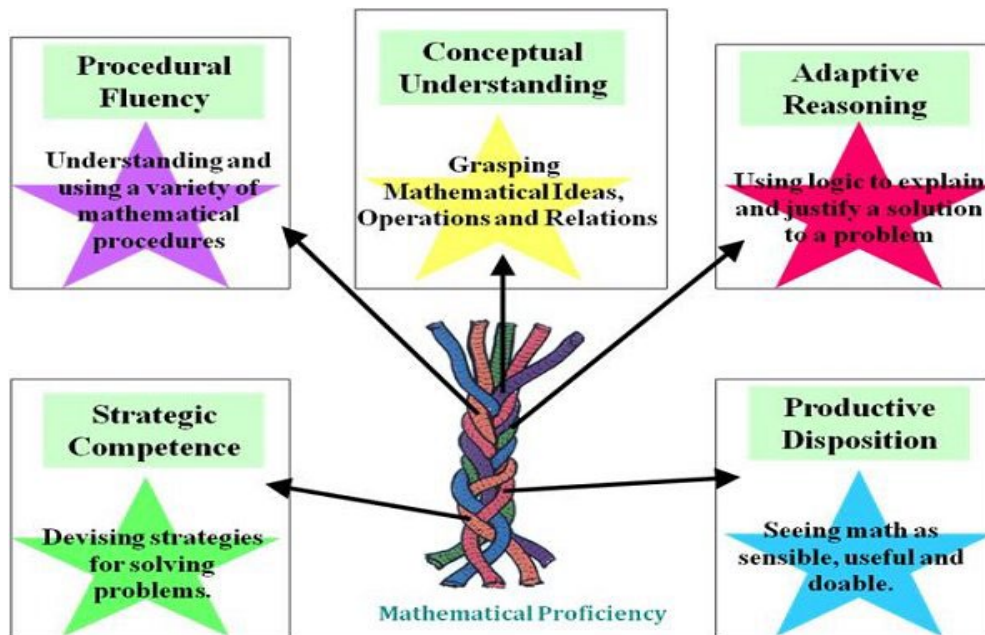 Procedural
Fluency
Understanding and
using a variety of
mathematical
procedures
Conceptual
Understanding
Grasping
Mathematical Ideas,
Operations and Relations
Adaptive
Reasoning
Using logic to explain
and justify a solution
to a problem
Strategic
Competence
Devising strategies
for solving
problems.
Productive
Disposition
Seeing math as
sensible, useful and
doable.
Mathematical Proficiency